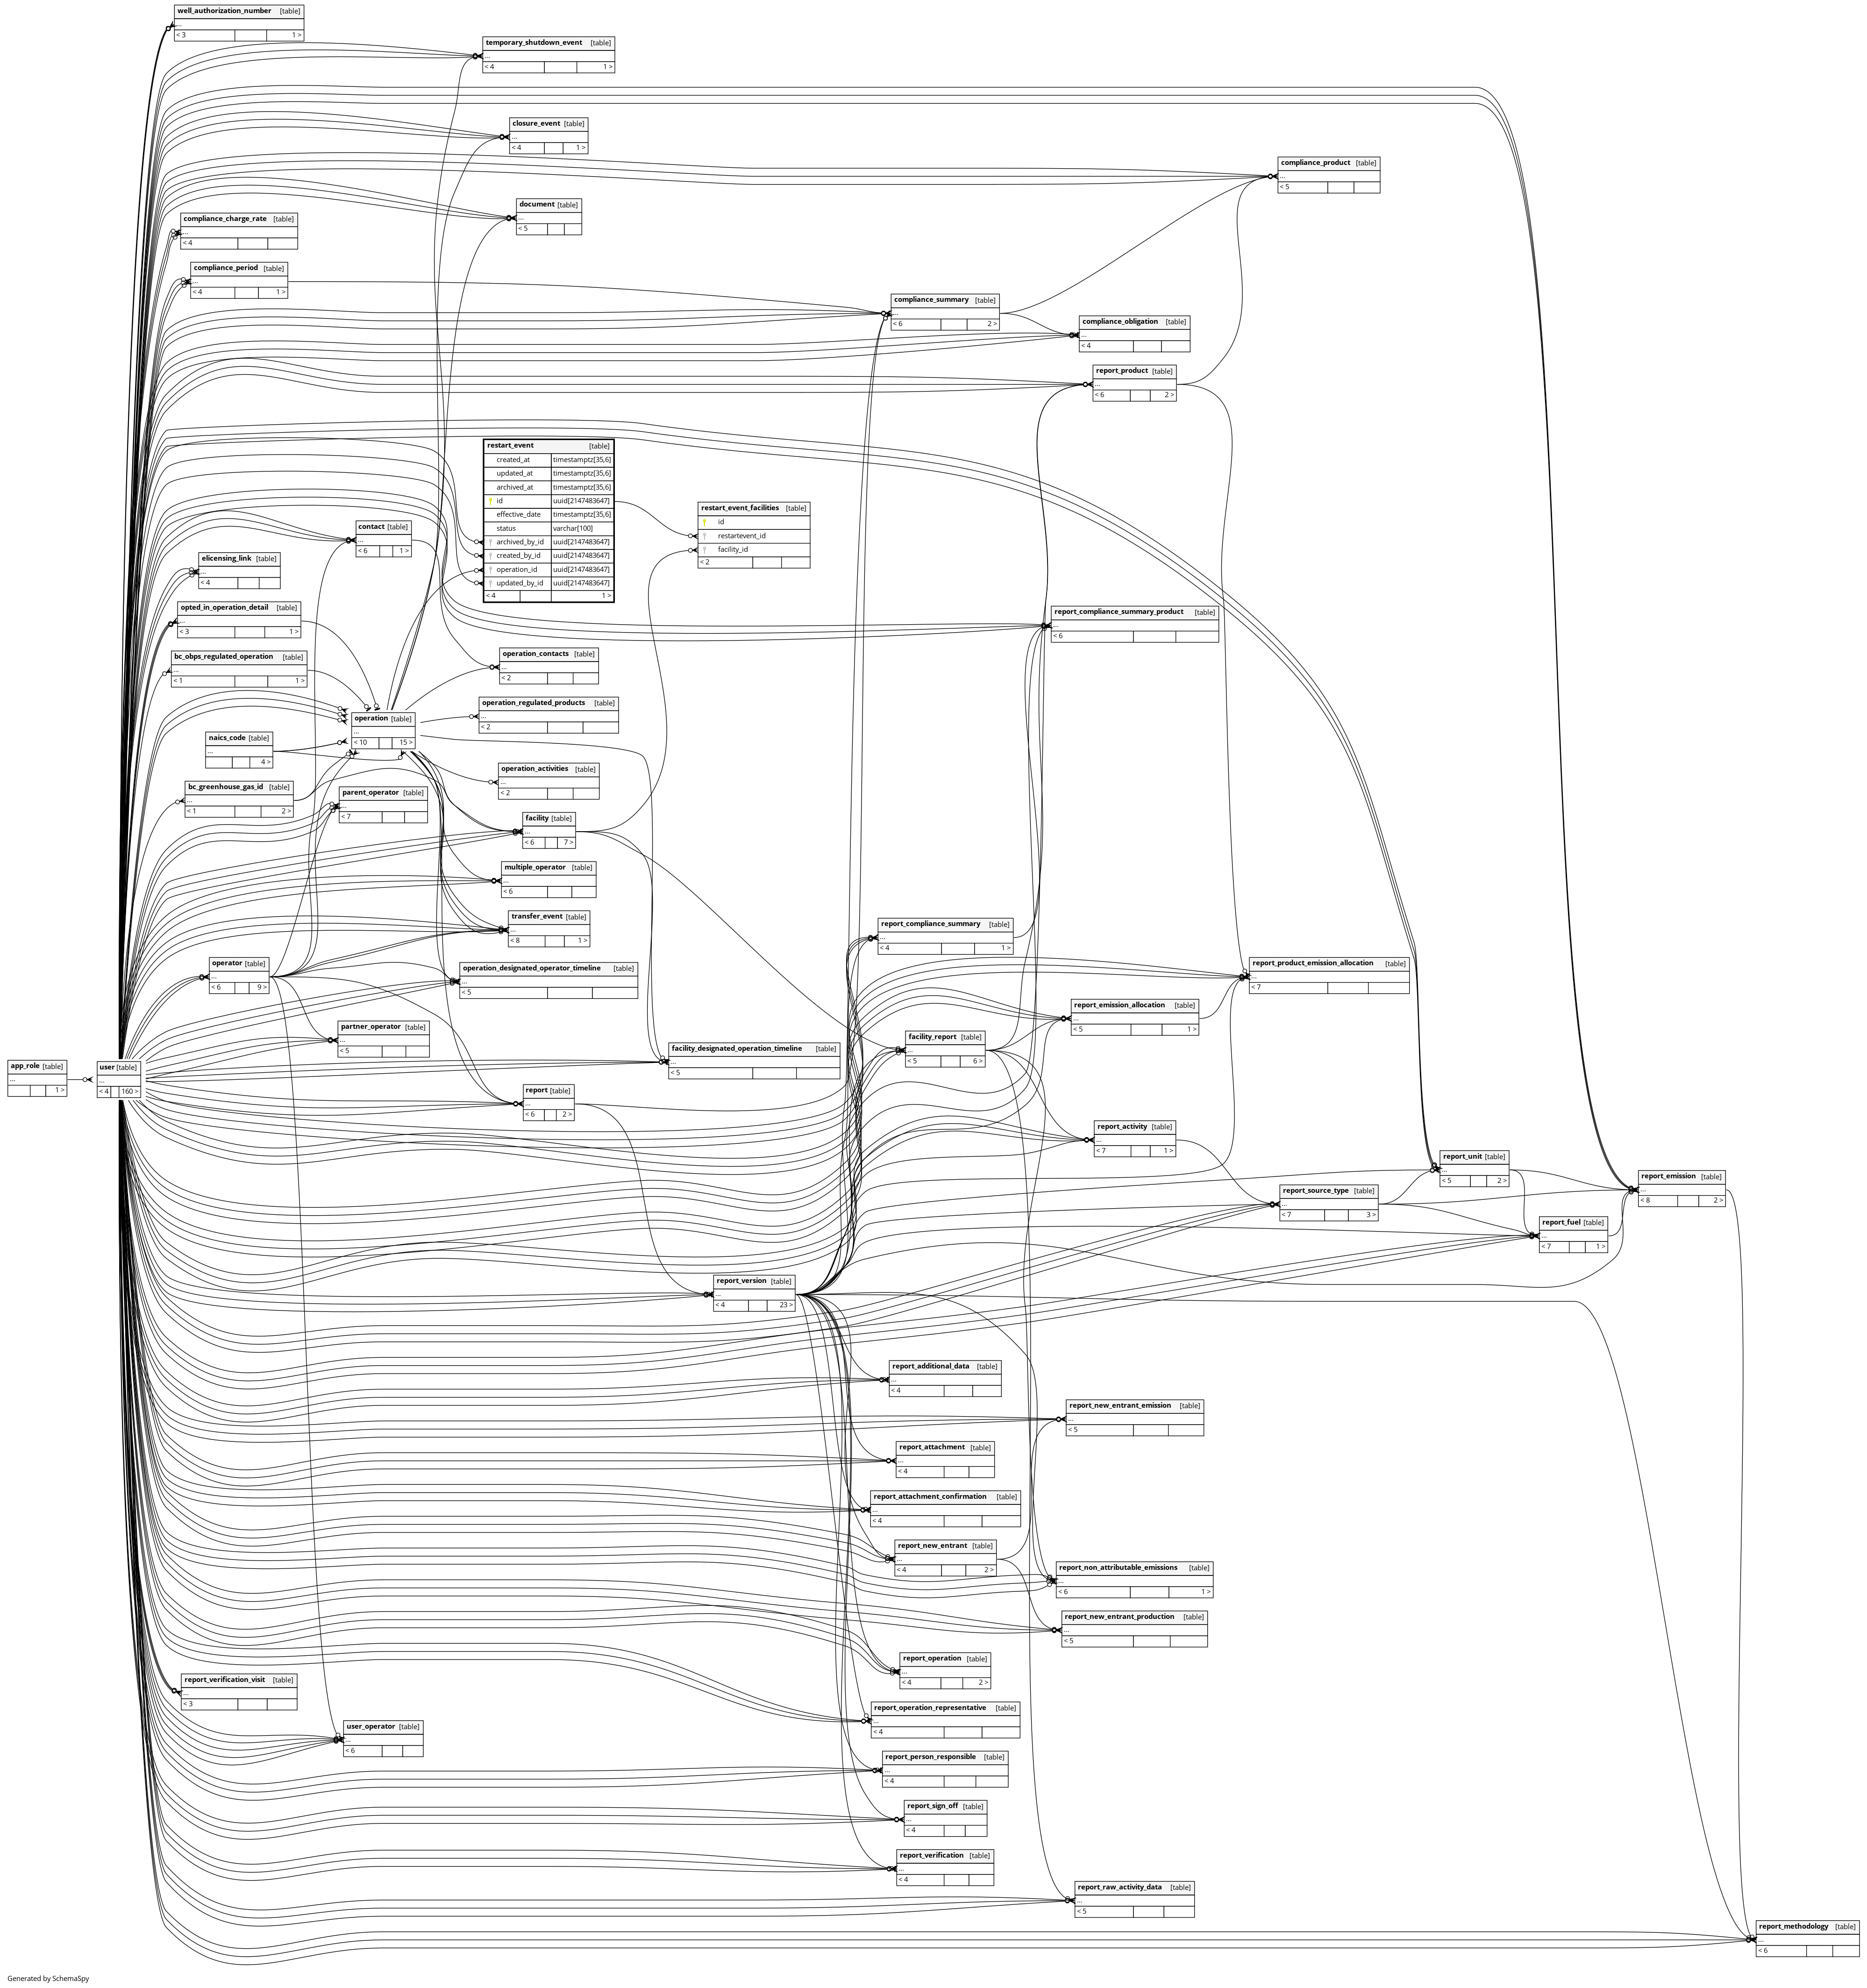 well_authorization_number [table]
...
< 3 1 >
temporary_shutdown_event [table]
...
< 4 1 >
closure_event [table]
...
< 4 1 >
compliance_product [table]
...
< 5
document [table]
...
< 5
compliance_charge_rate [table]
...
< 4
compliance_period [table]
...
< 4 1 >
compliance_summary [table]
...
< 6 2 >
compliance_obligation [table]
...
< 4
report_product [table]
...
< 6 2 >
restart_event [table]
created_at timestamptz[35,6]
updated_at timestamptz[35,6]
archived_at timestamptz[35,6]
id uuid[2147483647]
effective_date timestamptz[35,6]
status varchar[100]
archived_by_id uuid[2147483647]
created_by_id uuid[2147483647]
operation_id uuid[2147483647]
updated_by_id uuid[2147483647]
< 4 1 >
restart_event_facilities [table]
id
restartevent_id
facility_id
< 2
contact [table]
...
< 6 1 >
elicensing_link [table]
...
< 4
opted_in_operation_detail [table]
...
< 3 1 >
report_compliance_summary_product [table]
...
< 6
bc_obps_regulated_operation [table]
...
< 1 1 >
operation_contacts [table]
...
< 2
operation_regulated_products [table]
...
< 2
operation [table]
...
< 10 15 >
naics_code [table]
...
4 >
operation_activities [table]
...
< 2
bc_greenhouse_gas_id [table]
...
< 1 2 >
parent_operator [table]
...
< 7
facility [table]
...
< 6 7 >
multiple_operator [table]
...
< 6
transfer_event [table]
...
< 8 1 >
report_compliance_summary [table]
...
< 4 1 >
operator [table]
...
< 6 9 >
operation_designated_operator_timeline [table]
...
< 5
report_product_emission_allocation [table]
...
< 7
report_emission_allocation [table]
...
< 5 1 >
partner_operator [table]
...
< 5
facility_report [table]
...
< 5 6 >
facility_designated_operation_timeline [table]
...
< 5
app_role [table]
...
1 >
user [table]
...
< 4 160 >
report [table]
...
< 6 2 >
report_activity [table]
...
< 7 1 >
report_unit [table]
...
< 5 2 >
report_emission [table]
...
< 8 2 >
report_source_type [table]
...
< 7 3 >
report_fuel [table]
...
< 7 1 >
report_version [table]
...
< 4 23 >
report_additional_data [table]
...
< 4
report_new_entrant_emission [table]
...
< 5
report_attachment [table]
...
< 4
report_attachment_confirmation [table]
...
< 4
report_new_entrant [table]
...
< 4 2 >
report_non_attributable_emissions [table]
...
< 6 1 >
report_new_entrant_production [table]
...
< 5
report_operation [table]
...
< 4 2 >
report_verification_visit [table]
...
< 3
report_operation_representative [table]
...
< 4
user_operator [table]
...
< 6
report_person_responsible [table]
...
< 4
report_sign_off [table]
...
< 4
report_verification [table]
...
< 4
report_raw_activity_data [table]
...
< 5
report_methodology [table]
...
< 6
Generated by SchemaSpy